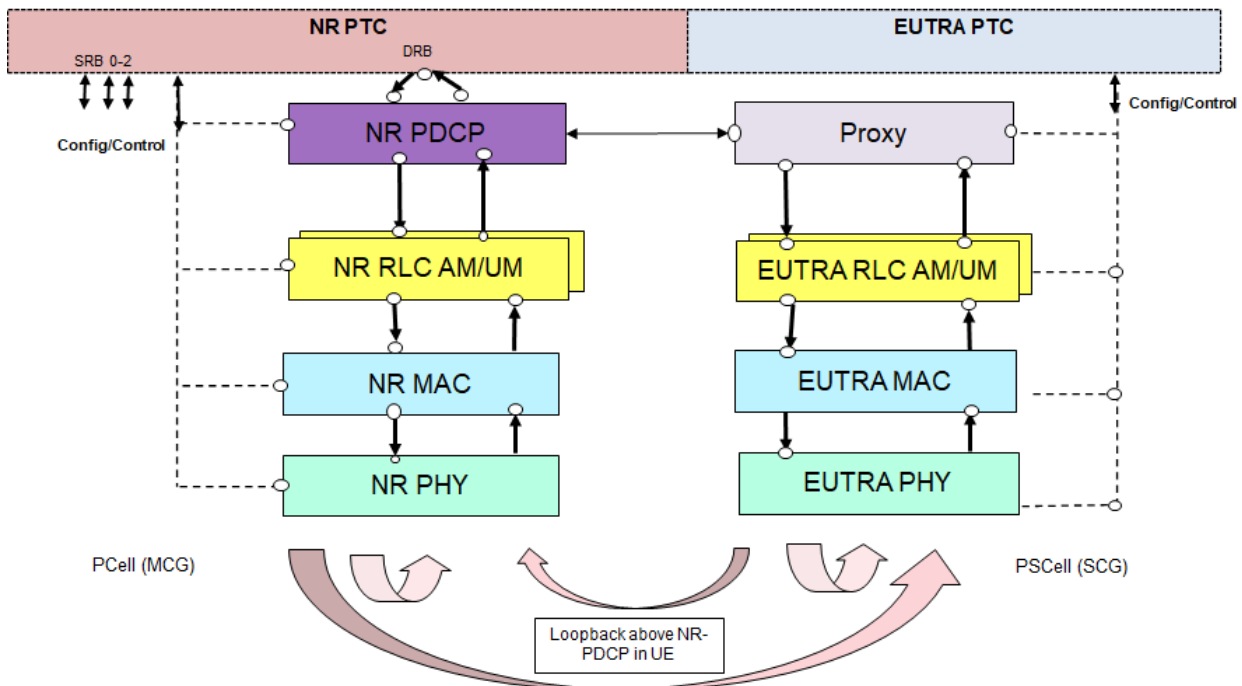 NR PTC
EUTRA PTC
SRB 0-2
DRB
Config/Control
Config/Control
NR PDCP
Proxy
NR RLC AM/UM
EUTRA RLC AM/UM
NR MAC
EUTRA MAC
NR PHY
EUTRA PHY
PCell (MCG)
PSCell (SCG)
Loopback above NR-
PDCP in UE